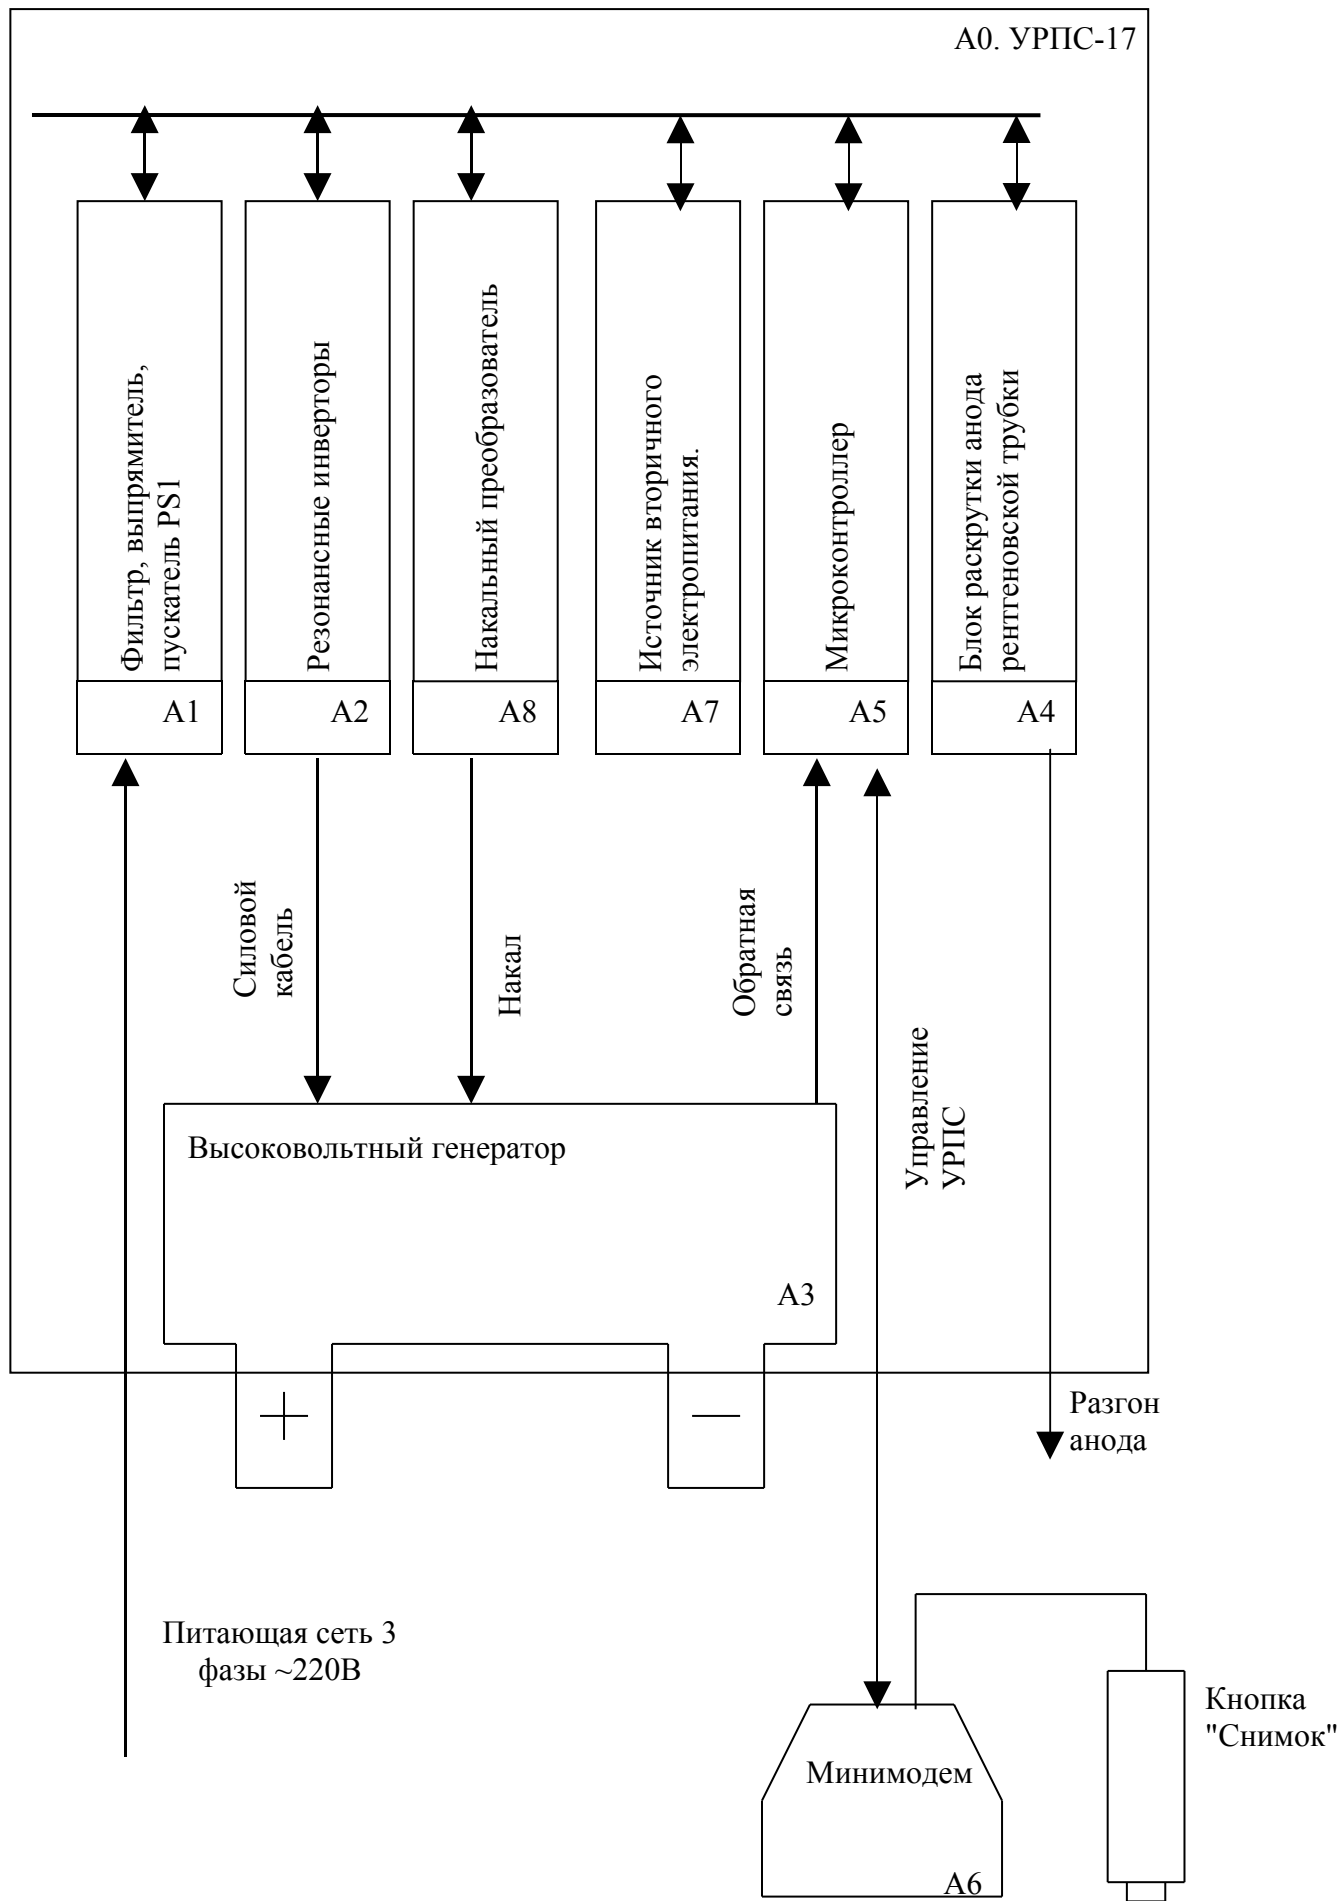 А0. УРПС-17
Фильтр, выпрямитель,
пускатель PS1
Резонансные инверторы
Накальный преобразователь
Источник вторичного
электропитания.
Микроконтроллер
Блок раскрутки анода
рентгеновской трубки
А1
А2
А8
А7
А5
А4
Силовой
кабель
Накал
Обратная
связь
Управление
УРПС
Высоковольтный генератор
А3
+
—
Разгон
анода
Питающая сеть 3
фазы ~220В
Кнопка
"Снимок"
Минимодем
А6